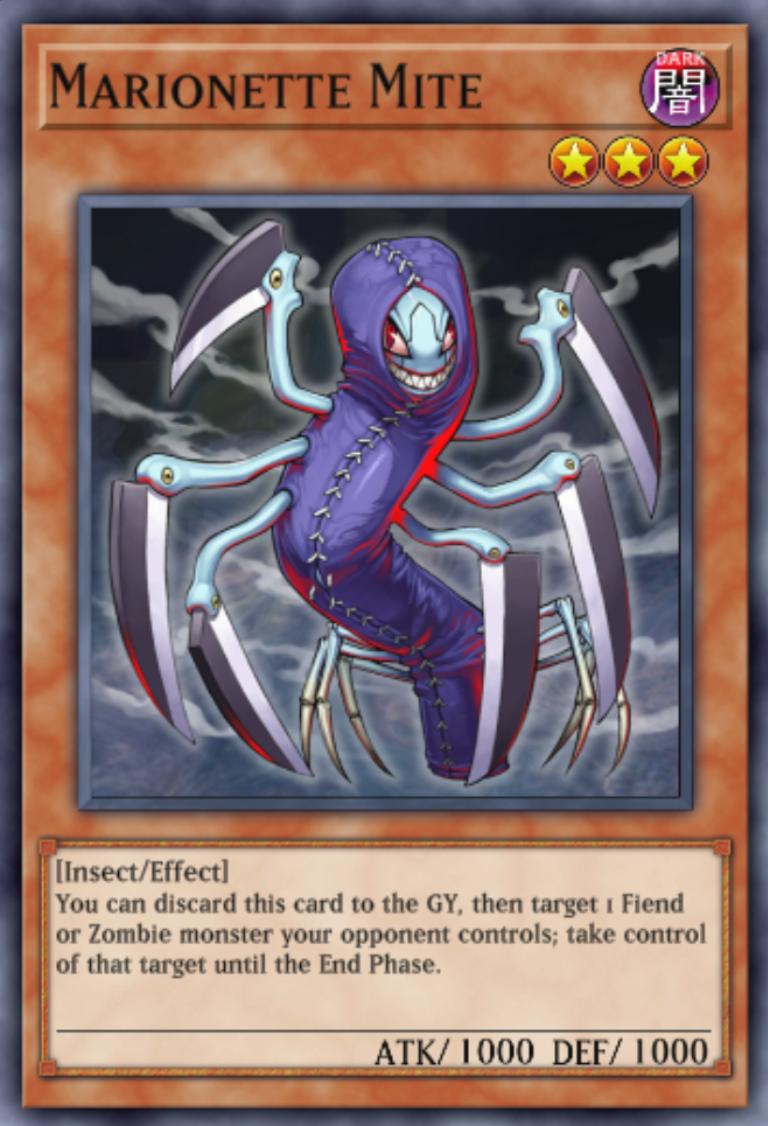 MARIONETTE MITE
DARK
闇
[Insect/Effect]
You can discard this card to the GY, then target 1 Fiend
or Zombie monster your opponent controls; take control
of that target until the End Phase.
ATK/ 1000 DEF/ 1000